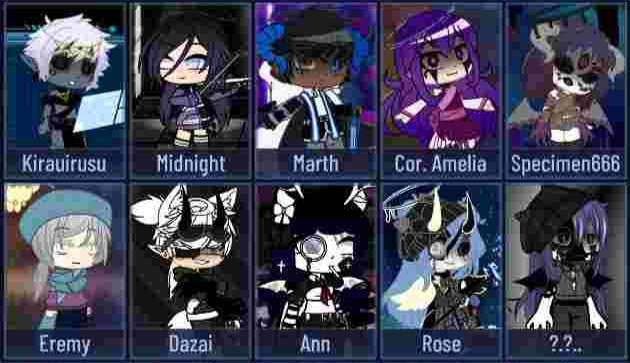 Kirauirusu
Midnight
Marth
Cor. Amelia
Specimen666
Eremy
Dazai
Ann
Rose
?.?..